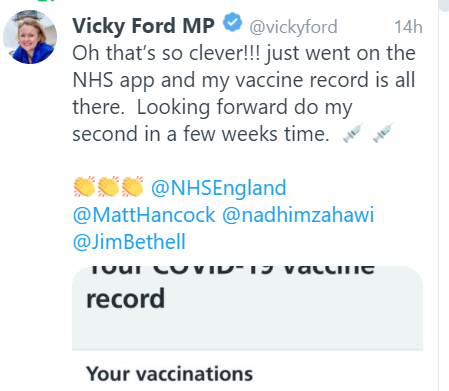 Vicky Ford MP @vickyford 14h
Oh that's so clever!!! just went on the
NHS app and my vaccine record is all
there. Looking forward do my
second in a few weeks time. 💉 💉
👏👏👏 @NHSEngland
@MattHancock @nadhimzahawi
@JimBethell
Your COVID-19 vaccine
record
Your vaccinations